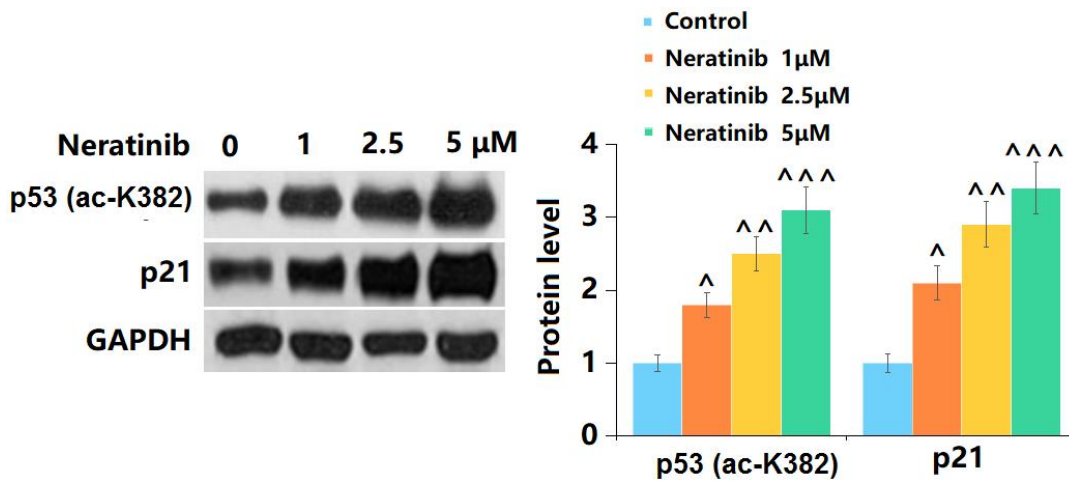 Neratinib 0 1 2.5 5 μM
p53 (ac-K382)
p21
GAPDH
Control
Neratinib 1μM
Neratinib 2.5μM
Neratinib 5μM
Protein level
4
3
2
1
0
^ ^^ ^^^
^ ^^ ^^^
p53 (ac-K382) p21